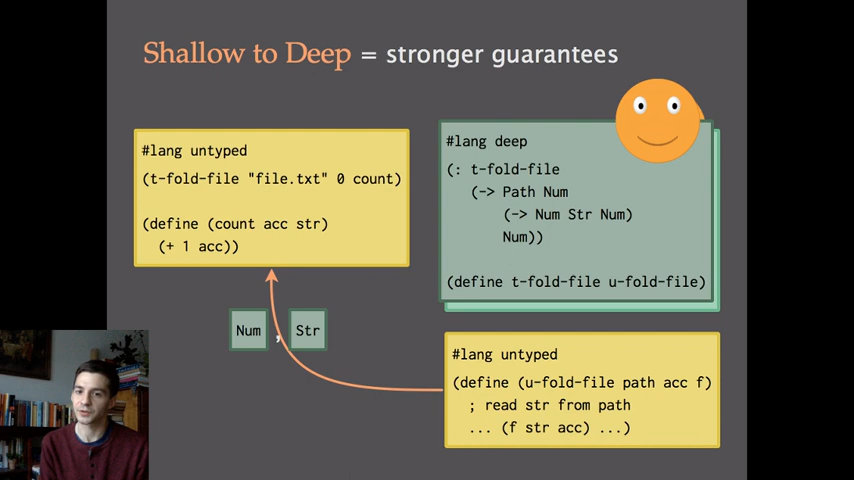 Shallow to Deep = stronger guarantees
#lang untyped
(t-fold-file "file.txt" 0 count)
(define (count acc str)
(+ 1 acc))
#lang deep
(: t-fold-file
(-> Path Num
(-> Num Str Num)
Num))
(define t-fold-file u-fold-file)
Num , Str
#lang untyped
(define (u-fold-file path acc f)
; read str from path
... (f str acc) ...)